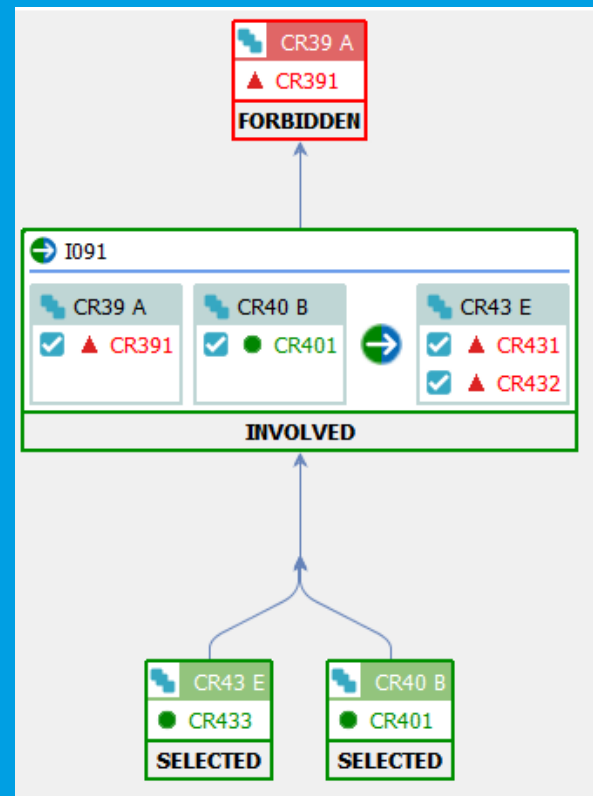 CR39 A
CR391
FORBIDDEN
I091
CR39 A CR40 B CR43 E
CR391 CR401 CR431
CR432
INVOLVED
CR43 E CR40 B
CR433 CR401
SELECTED SELECTED